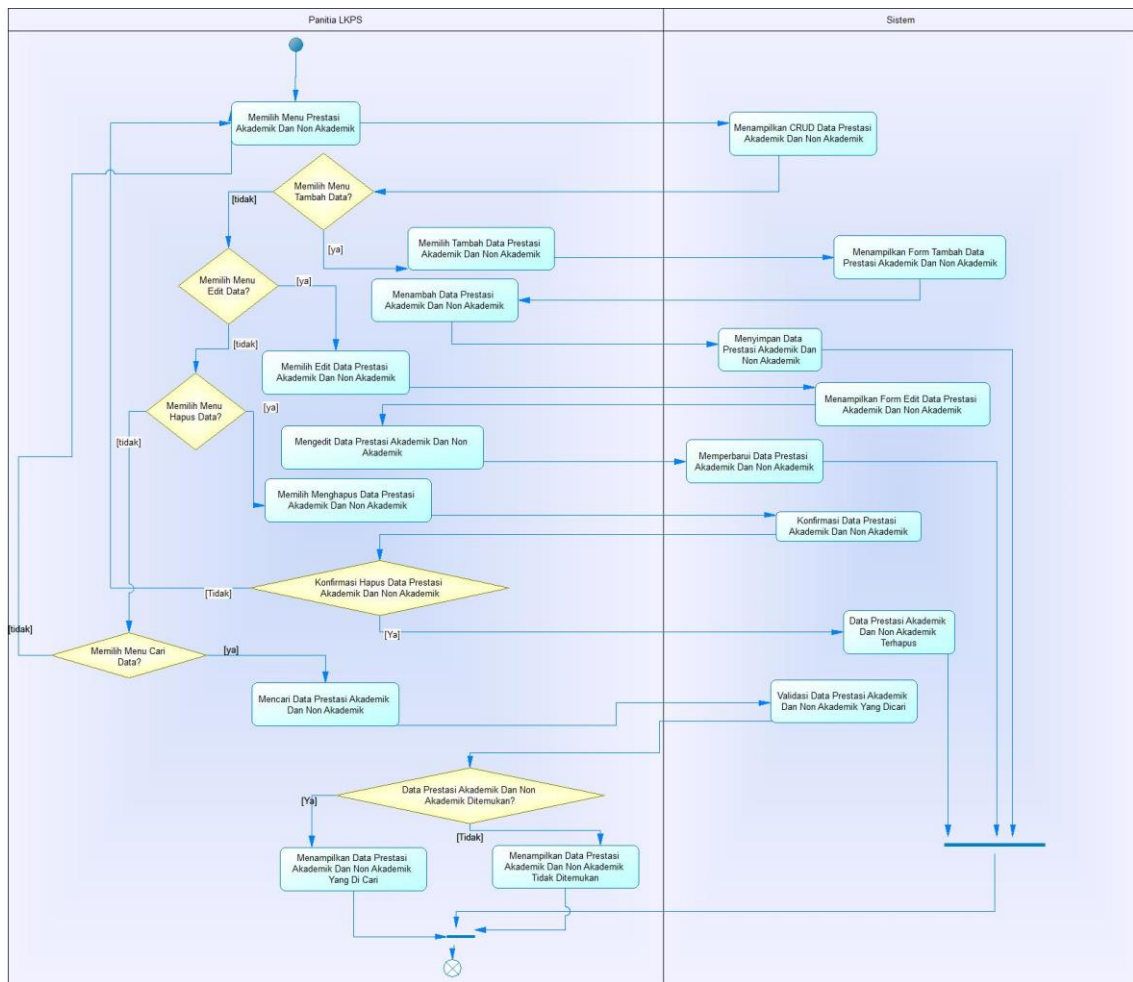 Panitia LKPS
Sistem
Memilih Menu Prestasi
Akademik Dan Non Akademik
Menampilkan CRUD Data Prestasi
Akademik Dan Non Akademik
Memilih Menu
Tambah Data?
[tidak]
[ya]
Memilih Tambah Data Prestasi
Akademik Dan Non Akademik
Menampilkan Form Tambah Data
Prestasi Akademik Dan Non Akademik
Memilih Menu
Edit Data?
[ya]
[tidak]
Menambah Data Prestasi
Akademik Dan Non Akademik
Menyimpan Data
Prestasi Akademik Dan
Non Akademik
Memilih Edit Data Prestasi
Akademik Dan Non Akademik
Menampilkan Form Edit Data Prestasi
Akademik Dan Non Akademik
Memilih Menu
Hapus Data?
[ya]
[tidak]
Mengedit Data Prestasi Akademik Dan Non
Akademik
Memperbarui Data Prestasi
Akademik Dan Non Akademik
Memilih Menghapus Data Prestasi
Akademik Dan Non Akademik
Konfirmasi Data Prestasi
Akademik Dan Non Akademik
Konfirmasi Hapus Data Prestasi
Akademik Dan Non Akademik
[Tidak]
[Ya]
Data Prestasi Akademik
Dan Non Akademik
Terhapus
[tidak]
Memilih Menu Cari
Data?
[ya]
Mencari Data Prestasi Akademik
Dan Non Akademik
Validasi Data Prestasi Akademik
Dan Non Akademik Yang Dicari
Data Prestasi Akademik Dan Non
Akademik Ditemukan?
[Ya]
[Tidak]
Menampilkan Data Prestasi
Akademik Dan Non Akademik
Yang Di Cari
Menampilkan Data Prestasi
Akademik Dan Non Akademik
Tidak Ditemukan